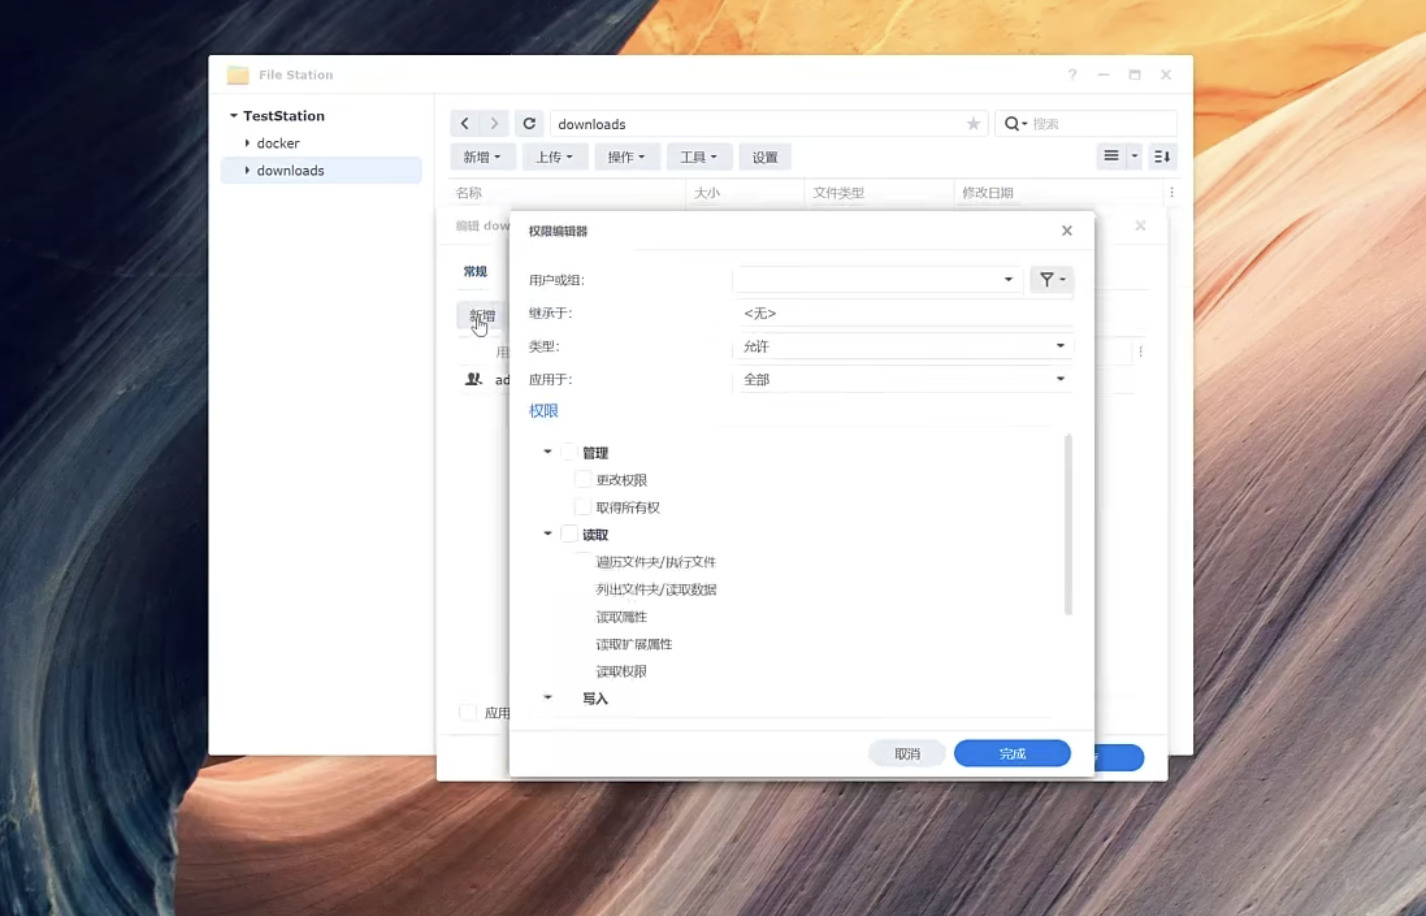 File Station
TestStation
docker
downloads
downloads
搜索
新增
上传
操作
工具
设置
名称
大小
文件类型
修改日期
编辑 dow
权限编辑器
常规
用户或组:
新增
继承于:
<无>
用
类型:
允许
ad
应用于:
全部
权限
管理
更改权限
取得所有权
读取
遍历文件夹/执行文件
列出文件夹/读取数据
读取属性
读取扩展属性
读取权限
写入
应用
取消
完成